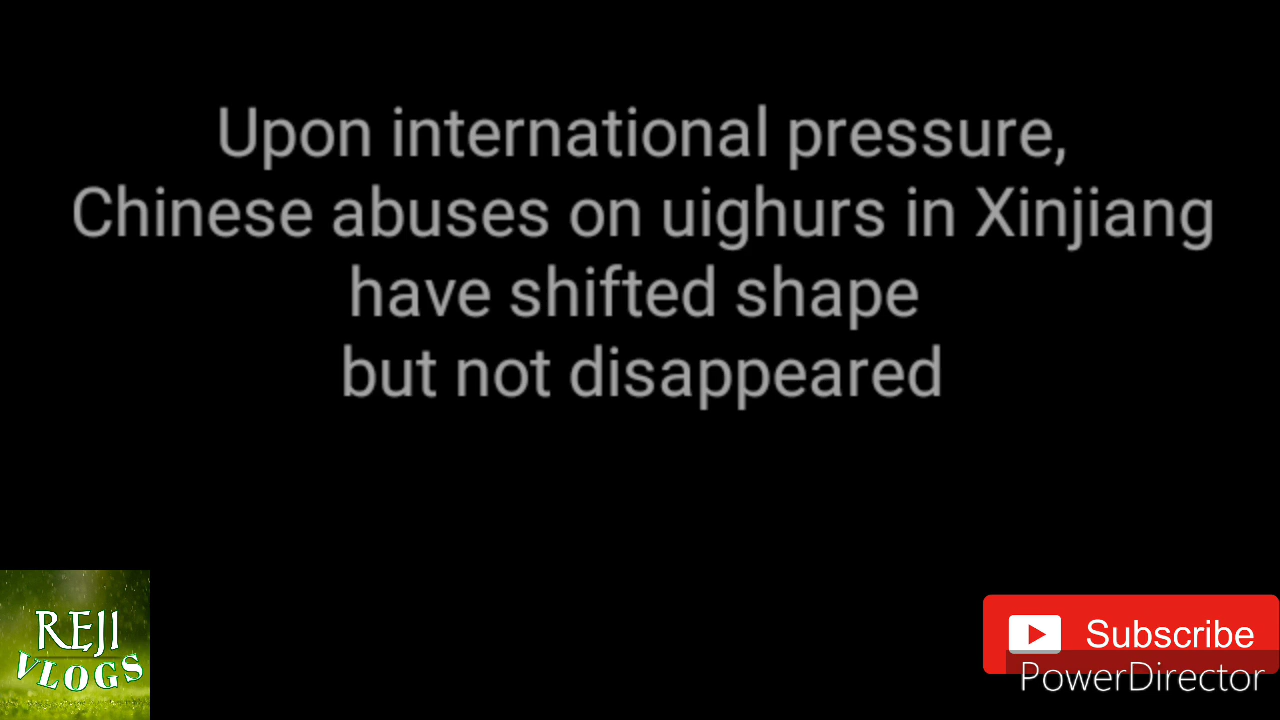 Upon international pressure,
Chinese abuses on uighurs in Xinjiang
have shifted shape
but not disappeared
REJI
VLOGS
Subscribe
PowerDirector